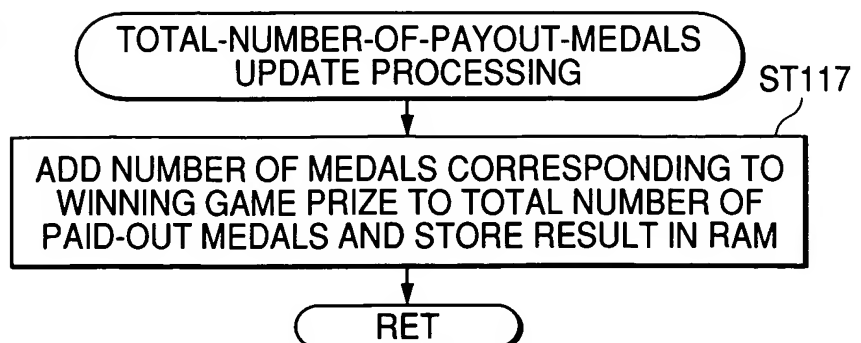 TOTAL-NUMBER-OF-PAYOUT-MEDALS
UPDATE PROCESSING
ST117
ADD NUMBER OF MEDALS CORRESPONDING TO
WINNING GAME PRIZE TO TOTAL NUMBER OF
PAID-OUT MEDALS AND STORE RESULT IN RAM
RET